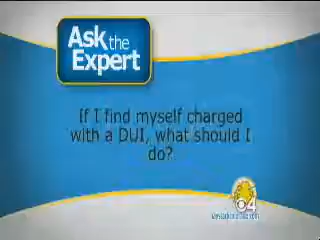 Ask the
Expert
If I find myself charged
with a DUI, what should I
do?
4